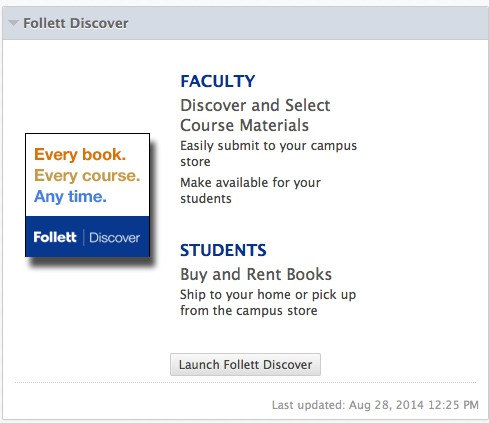 Follett Discover
Every book.
Every course.
Any time.
Follett | Discover
FACULTY
Discover and Select
Course Materials
Easily submit to your campus
store
Make available for your
students
STUDENTS
Buy and Rent Books
Ship to your home or pick up
from the campus store
Launch Follett Discover
Last updated: Aug 28, 2014 12:25 PM